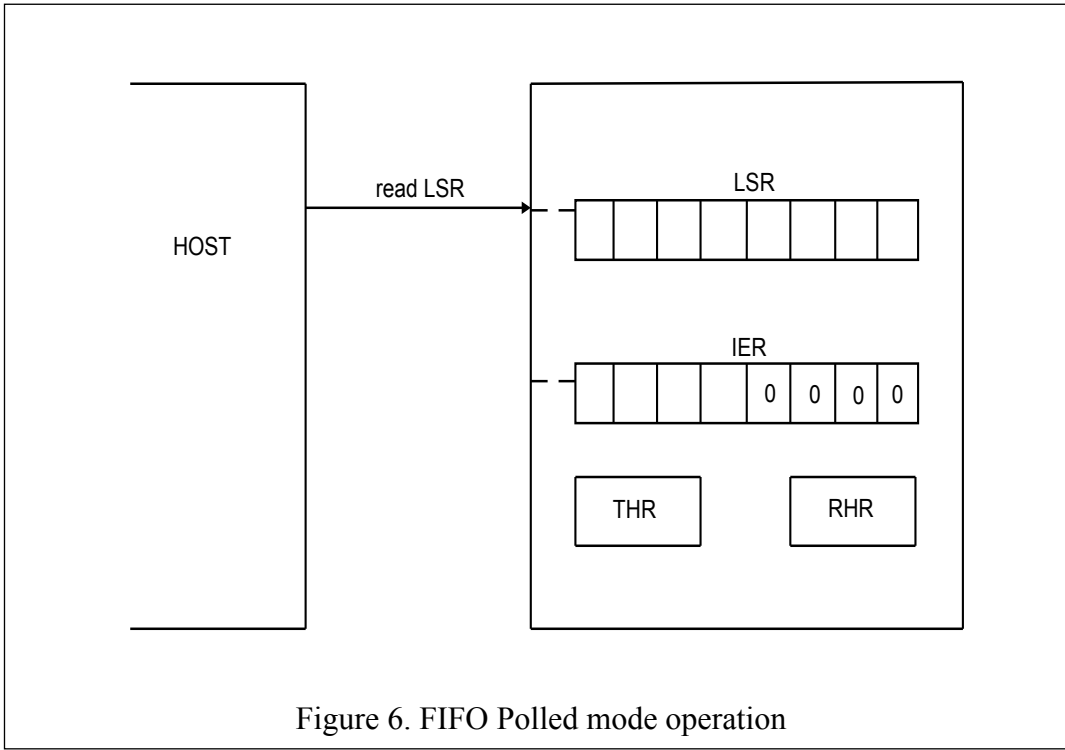 read LSR
LSR
HOST
IER
0 0 0 0
THR
RHR
Figure 6. FIFO Polled mode operation